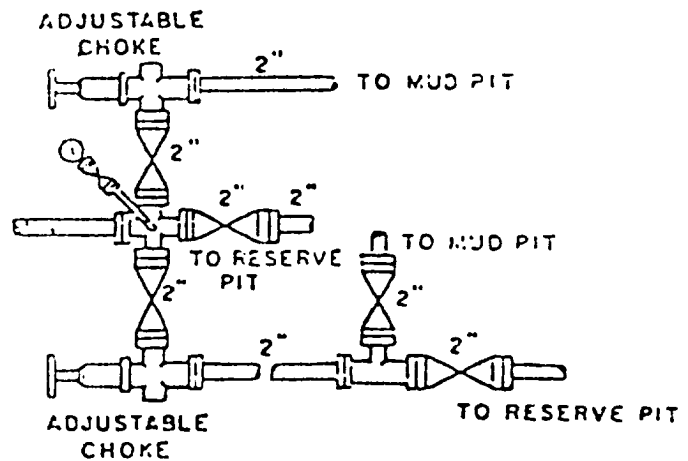 ADJUSTABLE
CHOKE
2"
TO MUD PIT
2"
2"
2"
TO MUD PIT
TO RESERVE
PIT
2"
2"
2"
2"
TO RESERVE PIT
ADJUSTABLE
CHOKE